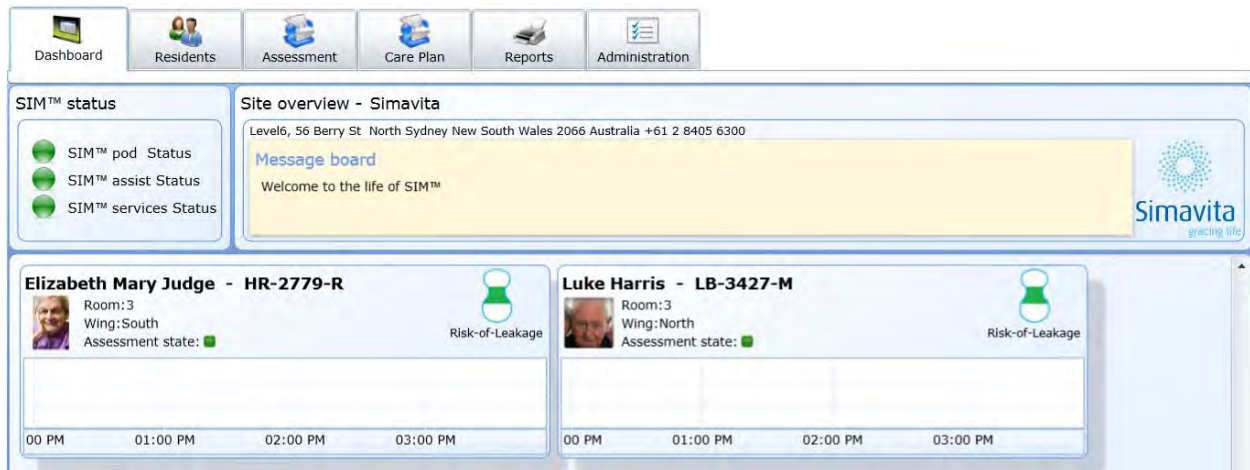 Dashboard
Residents
Assessment
Care Plan
Reports
Administration
SIM™ status
SIM™ pod Status
SIM™ assist Status
SIM™ services Status
Site overview - Simavita
Level6, 56 Berry St North Sydney New South Wales 2066 Australia +61 2 8405 6300
Message board
Welcome to the life of SIM™
Simavita
gracing life
Elizabeth Mary Judge - HR-2779-R
Room:3
Wing:South
Assessment state:
Risk-of-Leakage
00 PM 01:00 PM 02:00 PM 03:00 PM
Luke Harris - LB-3427-M
Room:3
Wing:North
Assessment state:
Risk-of-Leakage
00 PM 01:00 PM 02:00 PM 03:00 PM